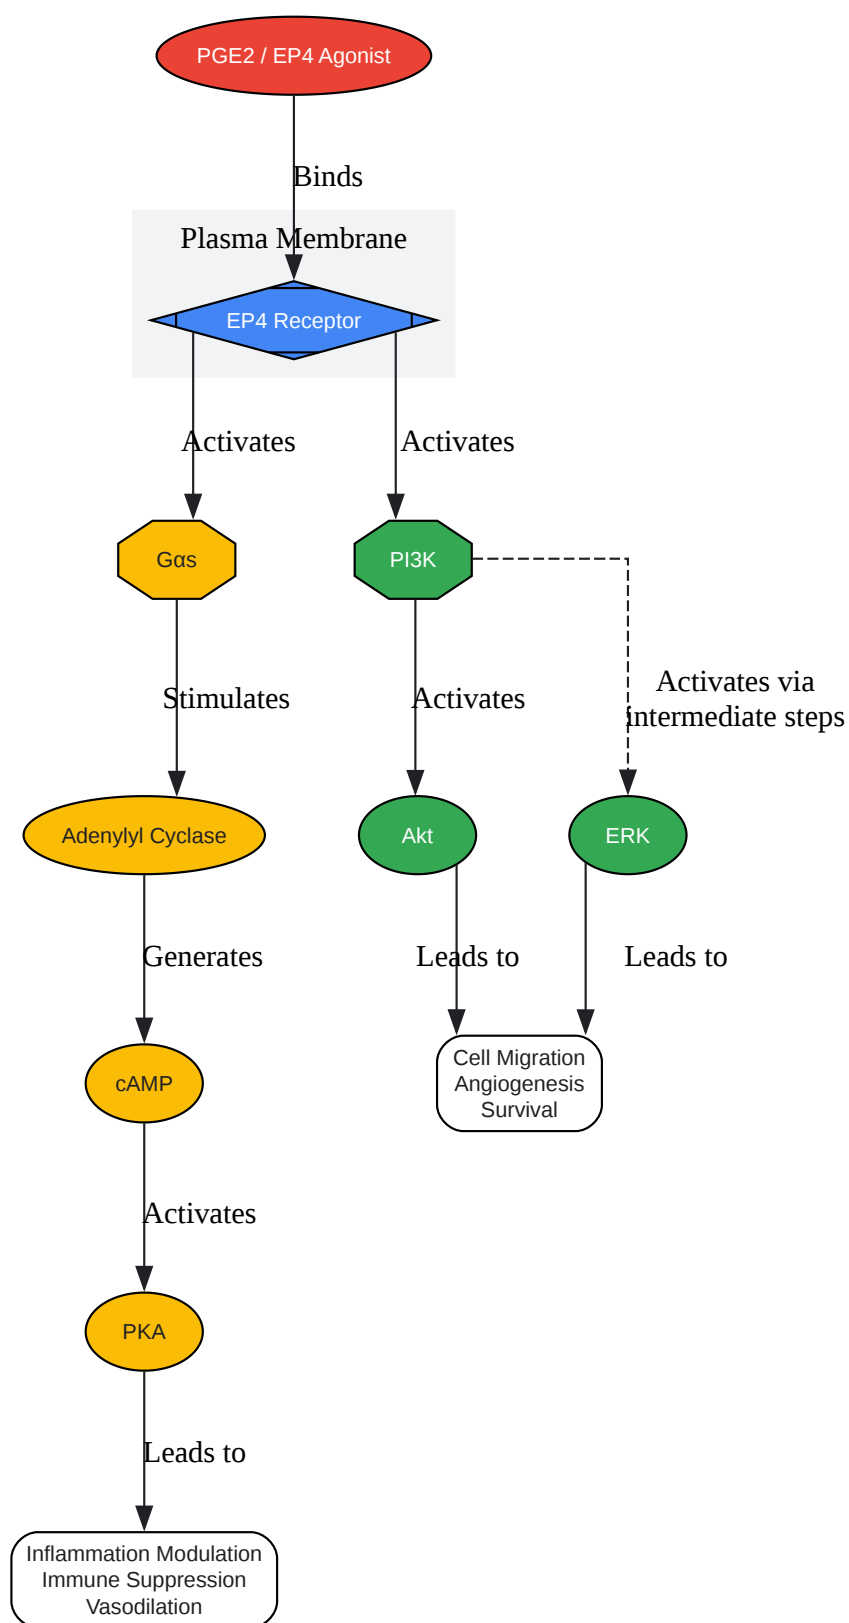 PGE2 / EP4 Agonist
Binds
Plasma Membrane
EP4 Receptor
Activates
Activates
Gαs
PI3K
Stimulates
Activates
Activates via
intermediate steps
Adenylyl Cyclase
Akt
ERK
Generates
Leads to
Leads to
cAMP
Cell Migration
Angiogenesis
Survival
Activates
PKA
Leads to
Inflammation Modulation
Immune Suppression
Vasodilation